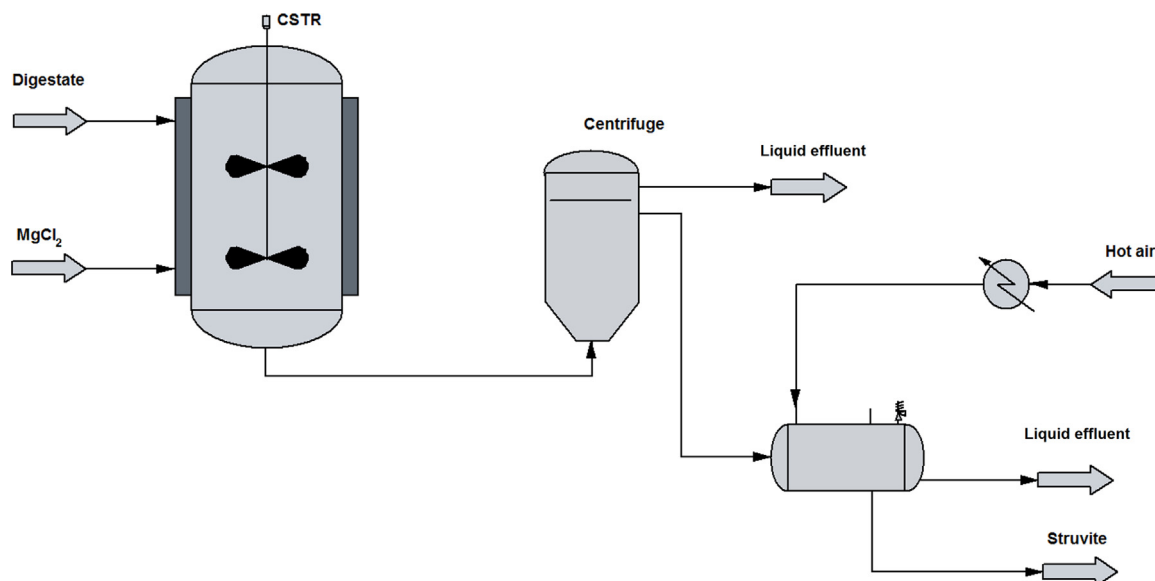 CSTR
Digestate
Centrifuge
Liquid effluent
MgCl₂
Hot air
Liquid effluent
Struvite